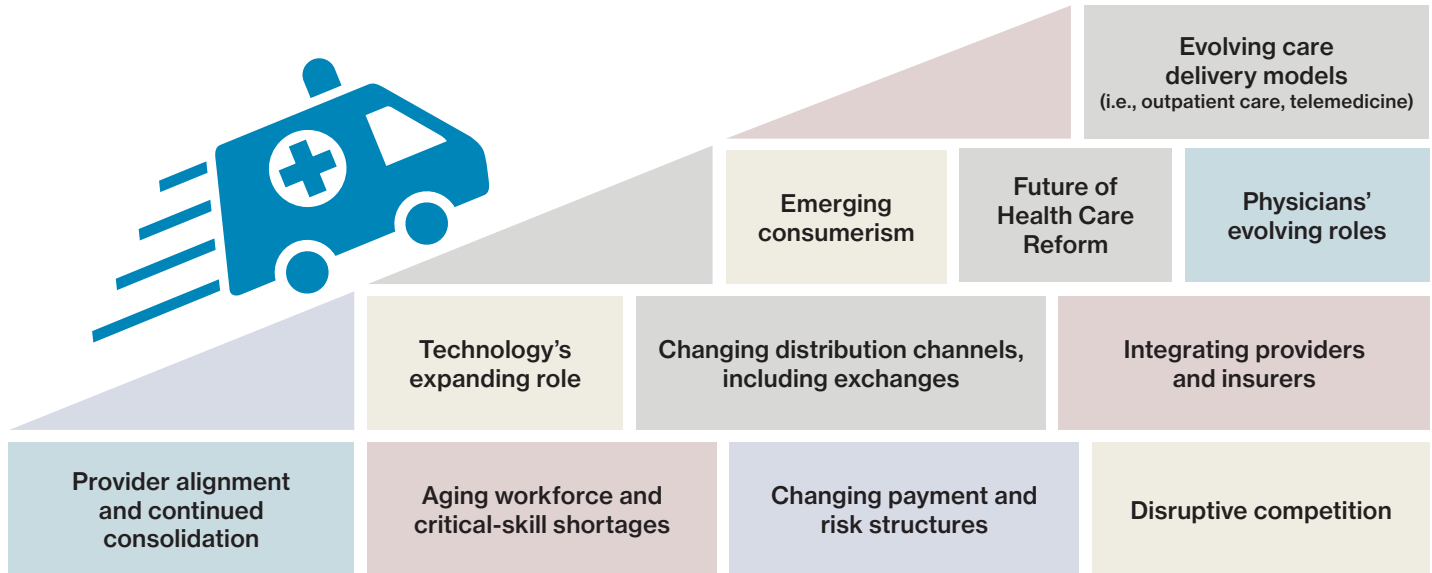 Evolving care
delivery models
(i.e., outpatient care, telemedicine)
Emerging
consumerism
Future of
Health Care
Reform
Physicians’
evolving roles
Technology’s
expanding role
Changing distribution channels,
including exchanges
Integrating providers
and insurers
Provider alignment
and continued
consolidation
Aging workforce and
critical-skill shortages
Changing payment and
risk structures
Disruptive competition